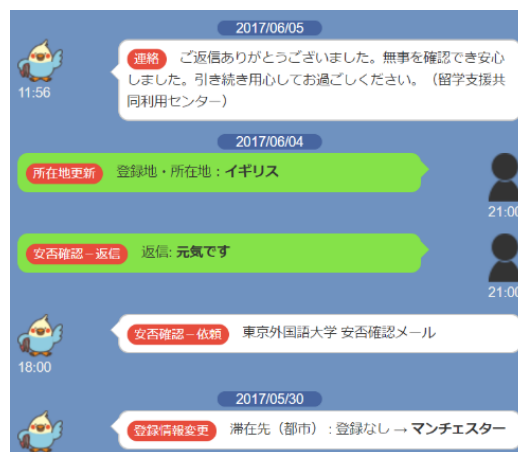 2017/06/05
連絡 ご返信ありがとうございました。無事を確認でき安心
しました。引き続き用心してお過ごしください。（留学支援共
同利用センター）
11:56
2017/06/04
所在地更新 登録地・所在地：イギリス
21:00
安否確認－返信 返信: 元気です
21:00
安否確認－依頼 東京外国語大学 安否確認メール
18:00
2017/05/30
登録情報変更 滞在先（都市）：登録なし → マンチェスター